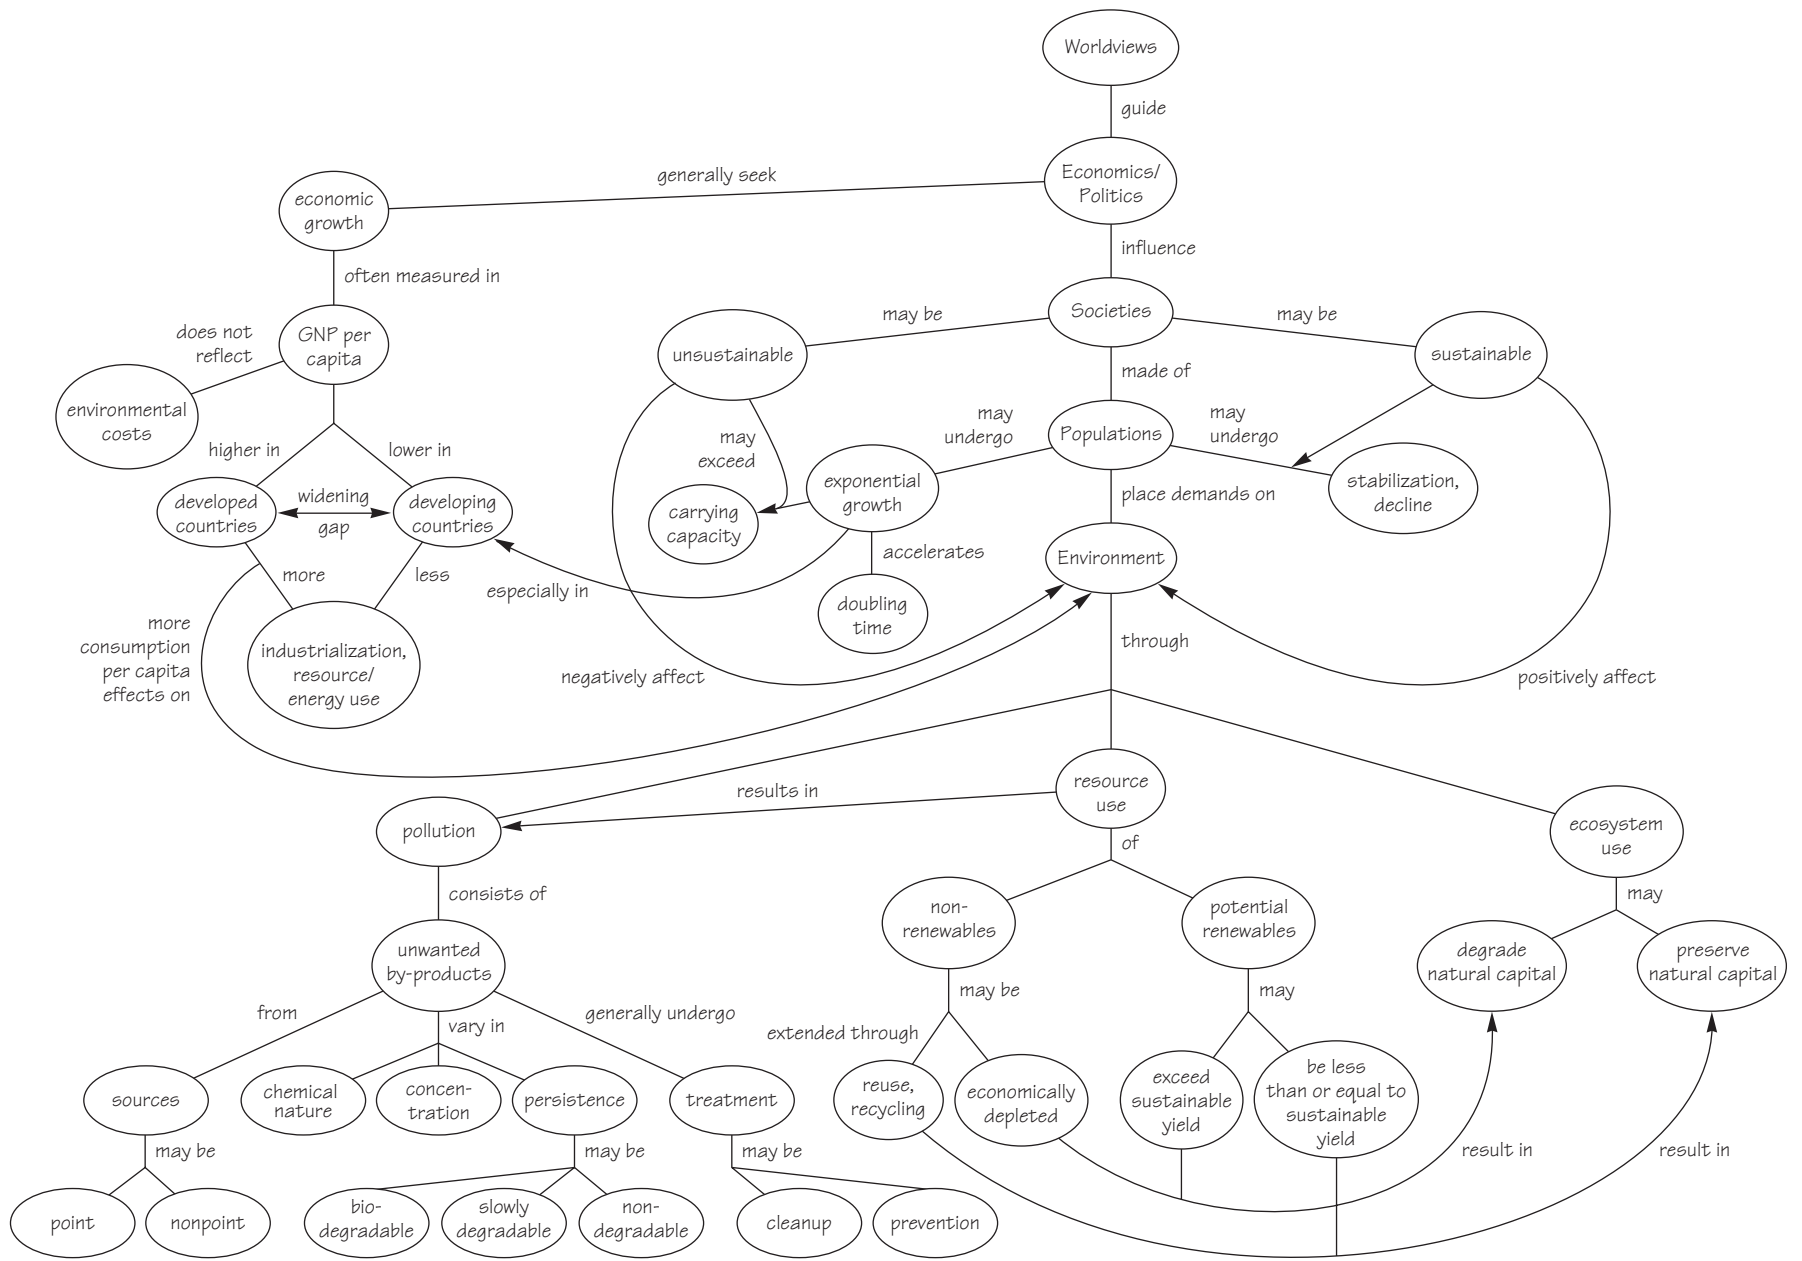 Worldviews
guide
Economics/
Politics
generally seek
economic
growth
influence
often measured in
Societies
may be
may be
does not
reflect
GNP per
capita
unsustainable
sustainable
made of
environmental
costs
may
undergo
Populations
may
undergo
higher in
lower in
may
exceed
exponential
growth
stabilization,
decline
developed
countries
widening
gap
developing
countries
carrying
capacity
place demands on
accelerates
Environment
more
less
especially in
doubling
time
more
consumption
per capita
effects on
industrialization,
resource/
energy use
through
negatively affect
positively affect
results in
resource
use
pollution
ecosystem
use
of
consists of
may
non-
renewables
potential
renewables
unwanted
by-products
degrade
natural capital
preserve
natural capital
may be
may
from
vary in
generally undergo
extended through
sources
chemical
nature
concen-
tration
persistence
treatment
reuse,
recycling
economically
depleted
exceed
sustainable
yield
be less
than or equal to
sustainable
yield
may be
may be
may be
result in
result in
point
nonpoint
bio-
degradable
slowly
degradable
non-
degradable
cleanup
prevention